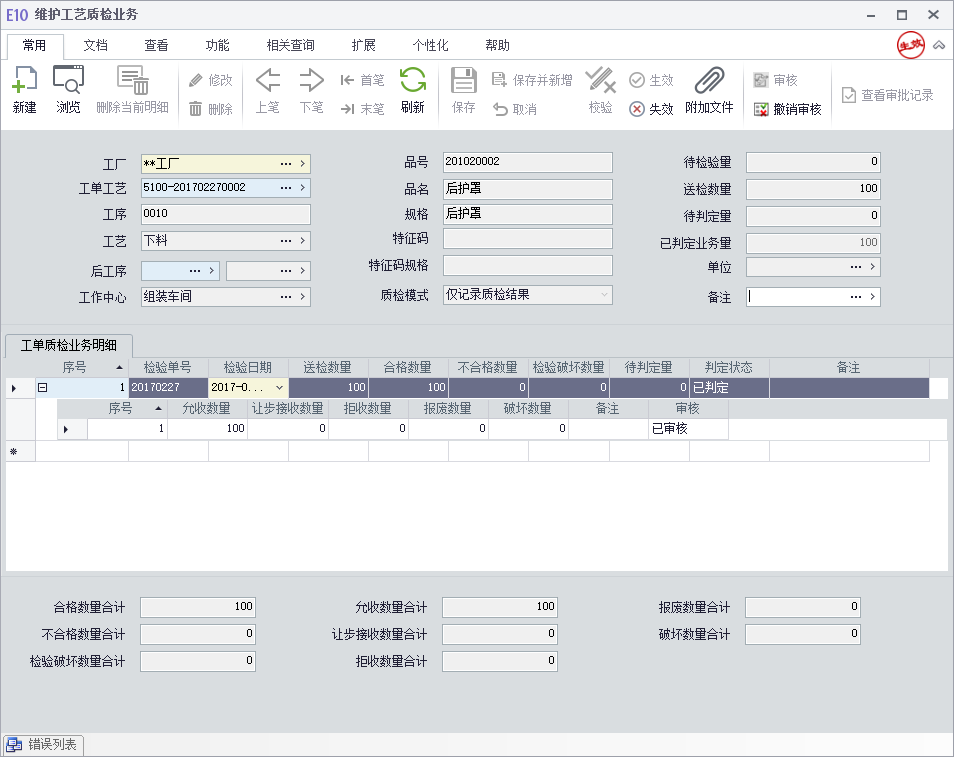 E10 维护工艺质检业务
常用 文档 查看 功能 相关查询 扩展 个性化 帮助
生效
新建 浏览 删除当前明细 修改 删除 上笔 下笔 首笔 末笔 刷新 保存 保存并新增 取消 校验 生效 失效 附加文件 审核 撤销审核 查看审批记录
工厂 **工厂 品号 201020002 待检验量 0
工单工艺 5100-201702270002 品名 后护罩 送检数量 100
工序 0010 规格 后护罩 待判定量 0
工艺 下料 特征码 已判定业务量 100
后工序 特征码规格 单位
工作中心 组装车间 质检模式 仅记录质检结果 备注
工单质检业务明细
序号 检验单号 检验日期 送检数量 合格数量 不合格数量 检验破坏数量 待判定量 判定状态 备注
1 20170227 2017-0... 100 100 0 0 0 已判定
序号 允收数量 让步接收数量 拒收数量 报废数量 破坏数量 备注 审核
1 100 0 0 0 0 已审核
合格数量合计 100 允收数量合计 100 报废数量合计 0
不合格数量合计 0 让步接收数量合计 0 破坏数量合计 0
检验破坏数量合计 0 拒收数量合计 0
错误列表